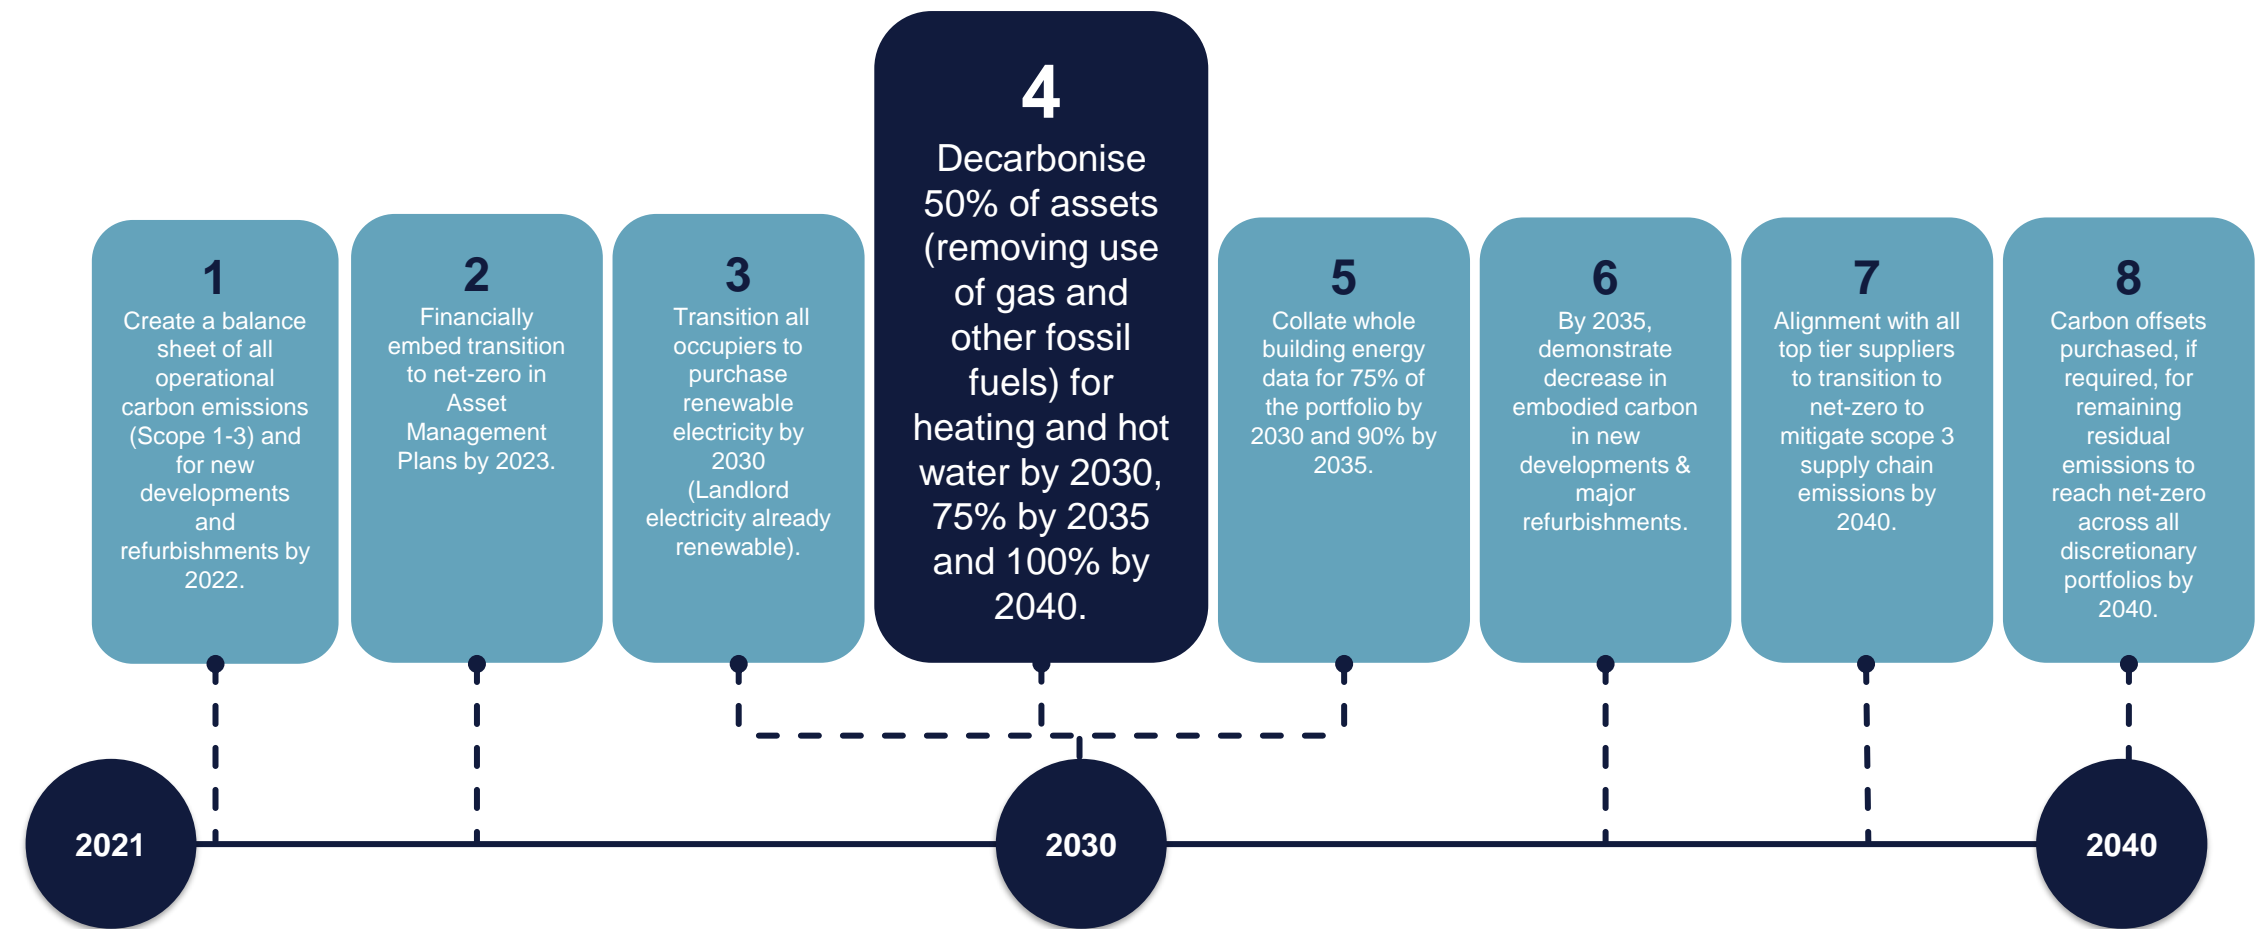 1
Create a balance
sheet of all
operational
carbon emissions
(Scope 1-3) and
for new
developments
and
refurbishments by
2022.
2
Financially
embed transition
to net-zero in
Asset
Management
Plans by 2023.
3
Transition all
occupiers to
purchase
renewable
electricity by
2030
(Landlord
electricity already
renewable).
4
Decarbonise
50% of assets
(removing use
of gas and
other fossil
fuels) for
heating and hot
water by 2030,
75% by 2035
and 100% by
2040.
5
Collate whole
building energy
data for 75% of
the portfolio by
2030 and 90% by
2035.
6
By 2035,
demonstrate
decrease in
embodied carbon
in new
developments &
major
refurbishments.
7
Alignment with all
top tier suppliers
to transition to
net-zero to
mitigate scope 3
supply chain
emissions by
2040.
8
Carbon offsets
purchased, if
required, for
remaining
residual
emissions to
reach net-zero
across all
discretionary
portfolios by
2040.
2021
2030
2040